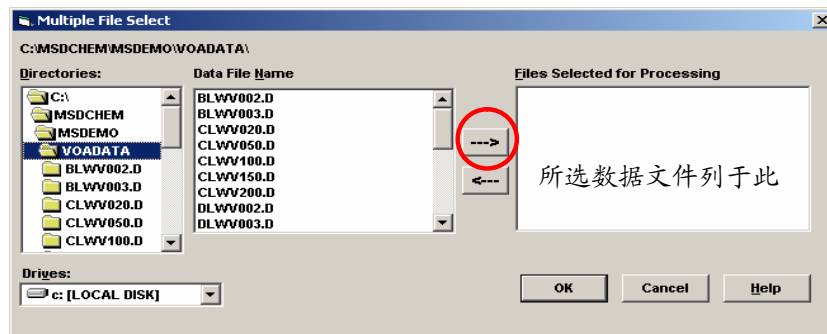 Multiple File Select
C:\MSDCHEM\MSDEMO\VOADATA\
Directories:
C:\
MSDCHEM
MSDEMO
VOADATA
BLWV002.D
BLWV003.D
CLWV020.D
CLWV050.D
CLWV100.D
Drives:
c: [LOCAL DISK]
Data File Name
BLWV002.D
BLWV003.D
CLWV020.D
CLWV050.D
CLWV100.D
CLWV150.D
CLWV200.D
DLWV002.D
DLWV003.D
--->
<---
Files Selected for Processing
所选数据文件列于此
OK
Cancel
Help